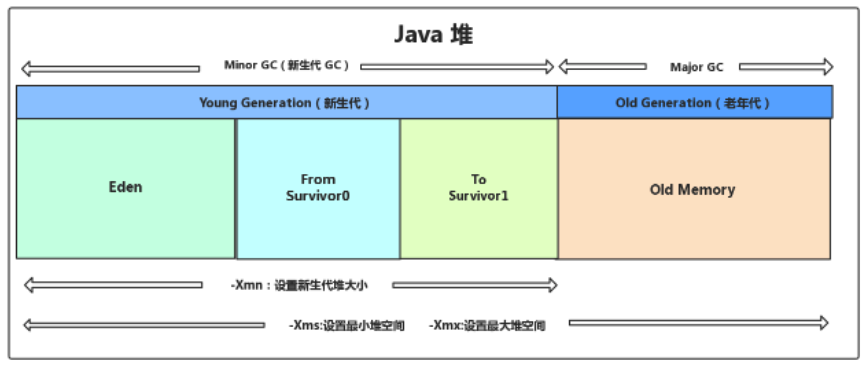 Java 堆
Minor GC（新生代 GC）
Major GC
Young Generation（新生代）
Old Generation（老年代）
Eden
From
Survivor0
To
Survivor1
Old Memory
-Xmn：设置新生代堆大小
-Xms:设置最小堆空间
-Xmx:设置最大堆空间